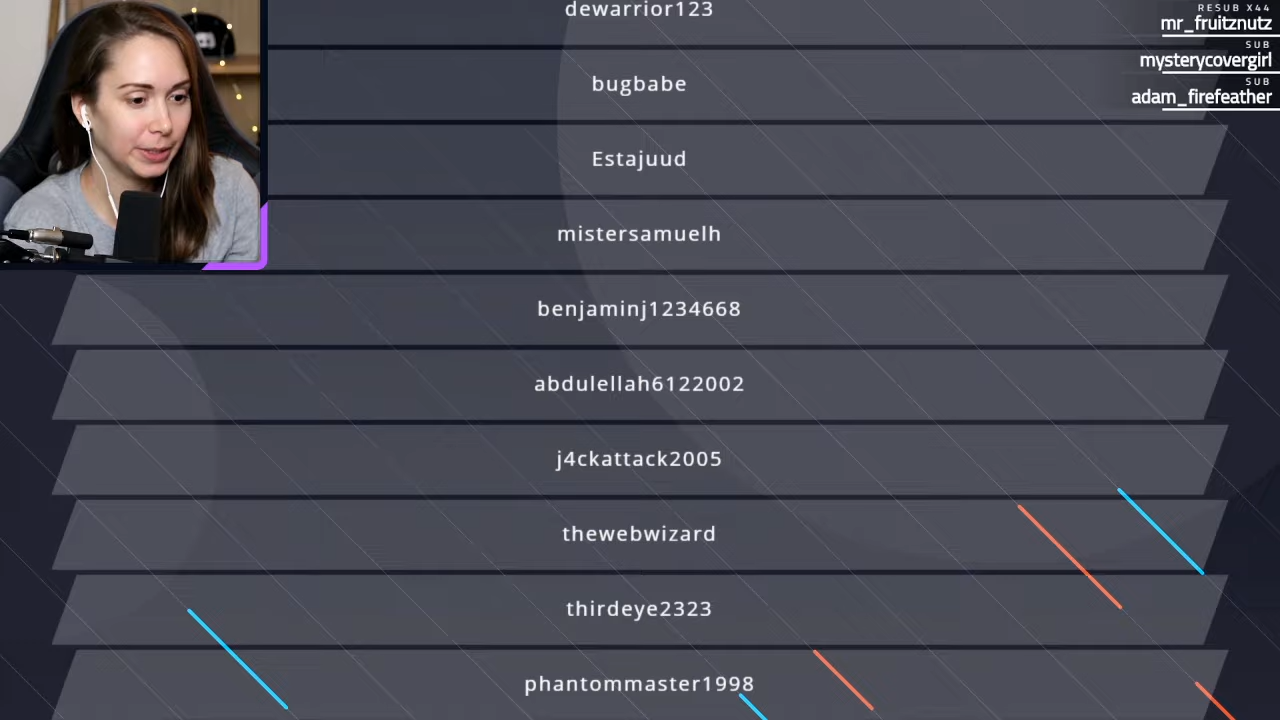 dewarrior123
bugbabe
Estajuud
mistersamuelh
benjaminj1234668
abdulellah6122002
j4ckattack2005
thewebwizard
thirdeye2323
phantommaster1998
RESUB X44
mr_fruitznutz
SUB
mysterycovergirl
SUB
adam_firefeather